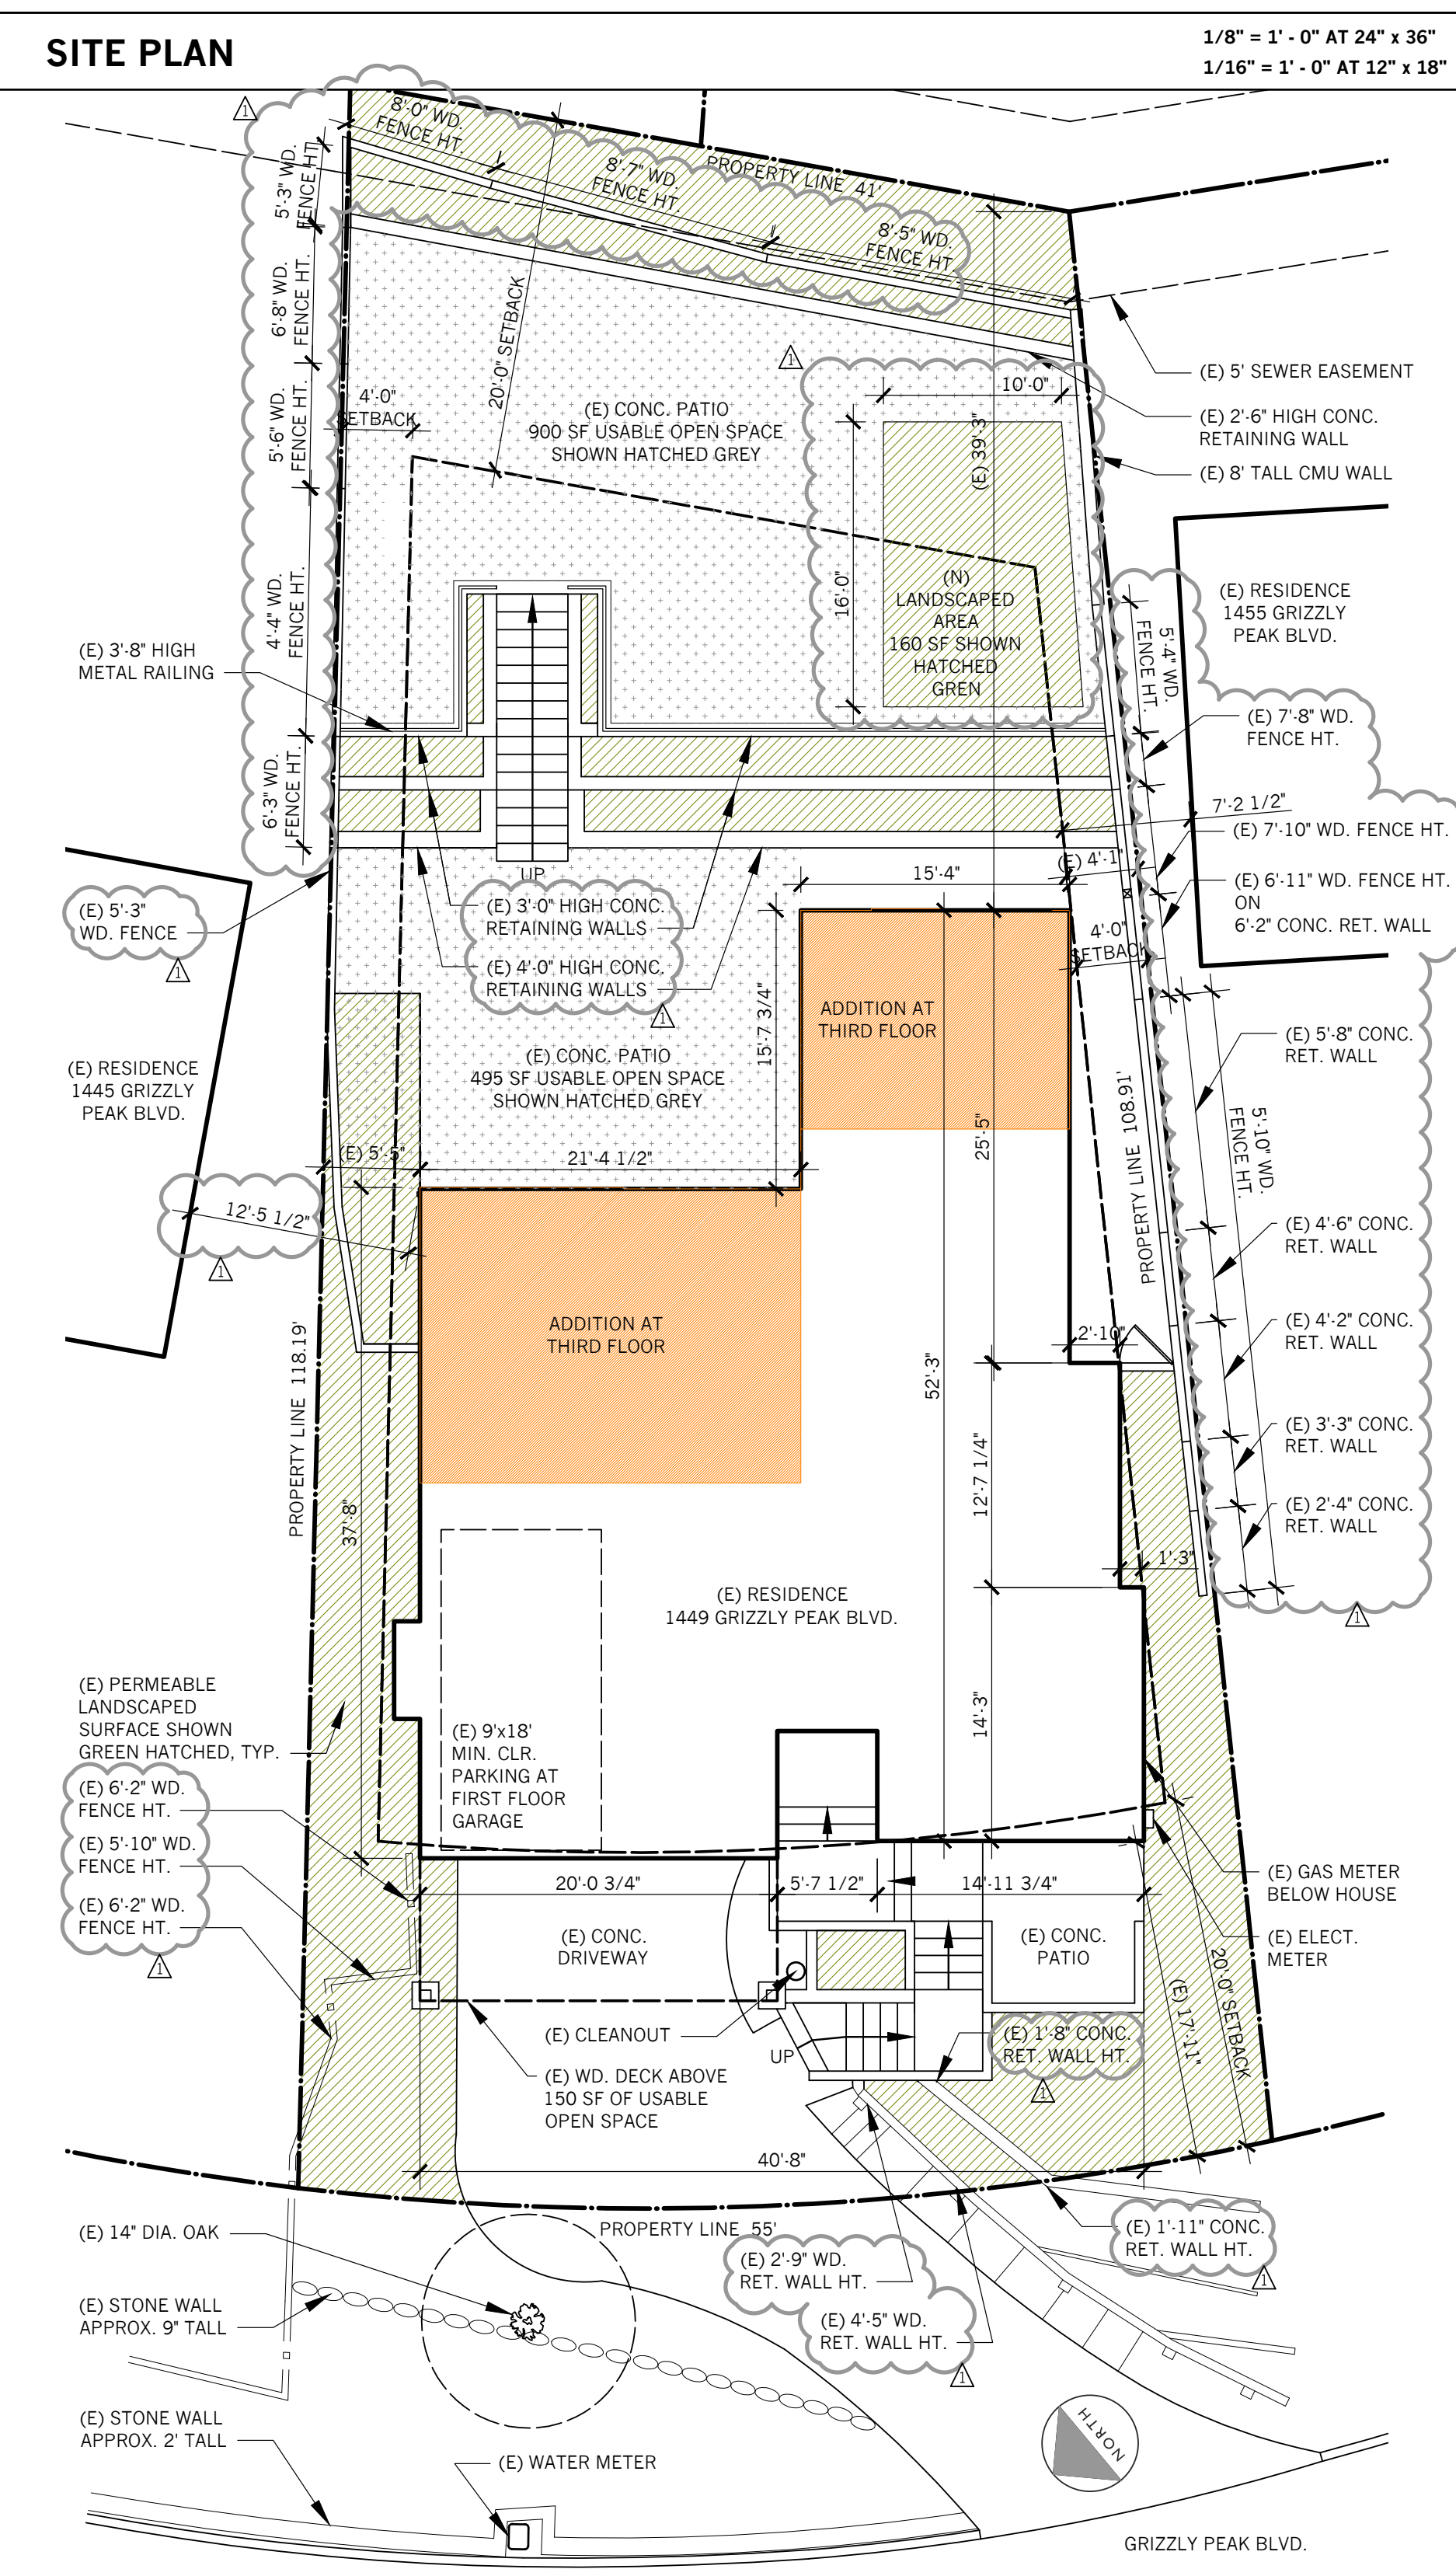 SITE PLAN
1/8" = 1' - 0" AT 24" x 36"
1/16" = 1' - 0" AT 12" x 18"
1
8'-0" WD.
FENCE HT.
8'-7" WD.
FENCE HT.
PROPERTY LINE 41'
8'-5" WD.
FENCE HT.
5'-3" WD.
FENCE HT.
6'-8" WD.
FENCE HT.
5'-6" WD.
FENCE HT.
4'-4" WD.
FENCE HT.
6'-3" WD.
FENCE HT.
4'-0"
SETBACK
20'-0" SETBACK
(E) CONC. PATIO
900 SF USABLE OPEN SPACE
SHOWN HATCHED GREY
1
10'-0"
(E) 39'-3"
16'-0"
(N)
LANDSCAPED
AREA
160 SF SHOWN
HATCHED
GREN
(E) 5' SEWER EASEMENT
(E) 2'-6" HIGH CONC.
RETAINING WALL
(E) 8' TALL CMU WALL
(E) RESIDENCE
1455 GRIZZLY
PEAK BLVD.
5'-4" WD.
FENCE HT.
(E) 7'-8" WD.
FENCE HT.
7'-2 1/2"
(E) 7'-10" WD. FENCE HT.
(E) 6'-11" WD. FENCE HT.
ON
6'-2" CONC. RET. WALL
(E) 3'-8" HIGH
METAL RAILING
UP
(E) 5'-3"
WD. FENCE
1
(E) 3'-0" HIGH CONC.
RETAINING WALLS
(E) 4'-0" HIGH CONC.
RETAINING WALLS
1
15'-4"
(E) 4'-1"
4'-0"
SETBACK
15'-7 3/4"
ADDITION AT
THIRD FLOOR
(E) RESIDENCE
1445 GRIZZLY
PEAK BLVD.
(E) CONC. PATIO
495 SF USABLE OPEN SPACE
SHOWN HATCHED GREY
(E) 5'-5"
21'-4 1/2"
25'-5"
PROPERTY LINE 108.91'
(E) 5'-8" CONC.
RET. WALL
5'-10" WD.
FENCE HT.
(E) 4'-6" CONC.
RET. WALL
(E) 4'-2" CONC.
RET. WALL
(E) 3'-3" CONC.
RET. WALL
(E) 2'-4" CONC.
RET. WALL
1
12'-5 1/2"
1
PROPERTY LINE 118.19'
ADDITION AT
THIRD FLOOR
52'-3"
2'-10"
12'-7 1/4"
37'-8"
1'-3"
(E) RESIDENCE
1449 GRIZZLY PEAK BLVD.
14'-3"
(E) PERMEABLE
LANDSCAPED
SURFACE SHOWN
GREEN HATCHED, TYP.
(E) 9'x18'
MIN. CLR.
PARKING AT
FIRST FLOOR
GARAGE
(E) 6'-2" WD.
FENCE HT.
(E) 5'-10" WD.
FENCE HT.
(E) 6'-2" WD.
FENCE HT.
1
20'-0 3/4"
5'-7 1/2"
14'-11 3/4"
(E) CONC.
DRIVEWAY
(E) CONC.
PATIO
(E) GAS METER
BELOW HOUSE
(E) ELECT.
METER
20'-0" SETBACK
(E) 17'-11"
(E) CLEANOUT
UP
(E) 1'-8" CONC.
RET. WALL HT.
1
(E) WD. DECK ABOVE
150 SF OF USABLE
OPEN SPACE
40'-8"
PROPERTY LINE 55'
(E) 14" DIA. OAK
(E) 2'-9" WD.
RET. WALL HT.
(E) 1'-11" CONC.
RET. WALL HT.
1
(E) 4'-5" WD.
RET. WALL HT.
1
(E) STONE WALL
APPROX. 9" TALL
(E) STONE WALL
APPROX. 2' TALL
(E) WATER METER
NORTH
GRIZZLY PEAK BLVD.